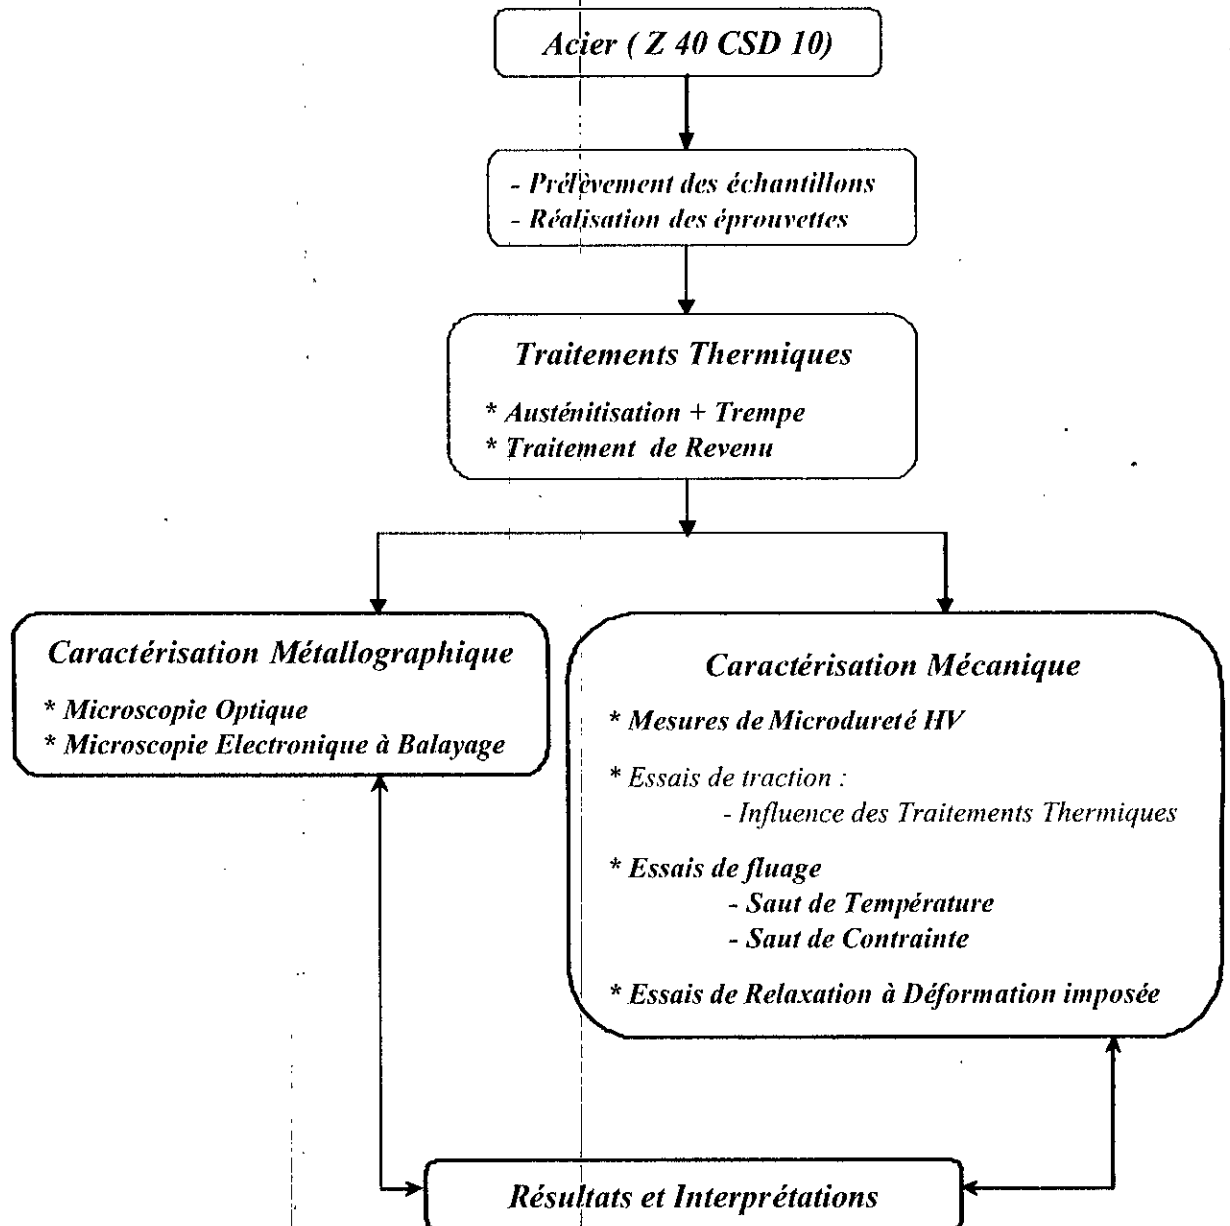 Acier ( Z 40 CSD 10)
- Prélèvement des échantillons
- Réalisation des éprouvettes
Traitements Thermiques
* Austénitisation + Trempe
* Traitement de Revenu
Caractérisation Métallographique
* Microscopie Optique
* Microscopie Electronique à Balayage
Caractérisation Mécanique
* Mesures de Microdureté HV
* Essais de traction :
- Influence des Traitements Thermiques
* Essais de fluage
- Saut de Température
- Saut de Contrainte
* Essais de Relaxation à Déformation imposée
Résultats et Interprétations